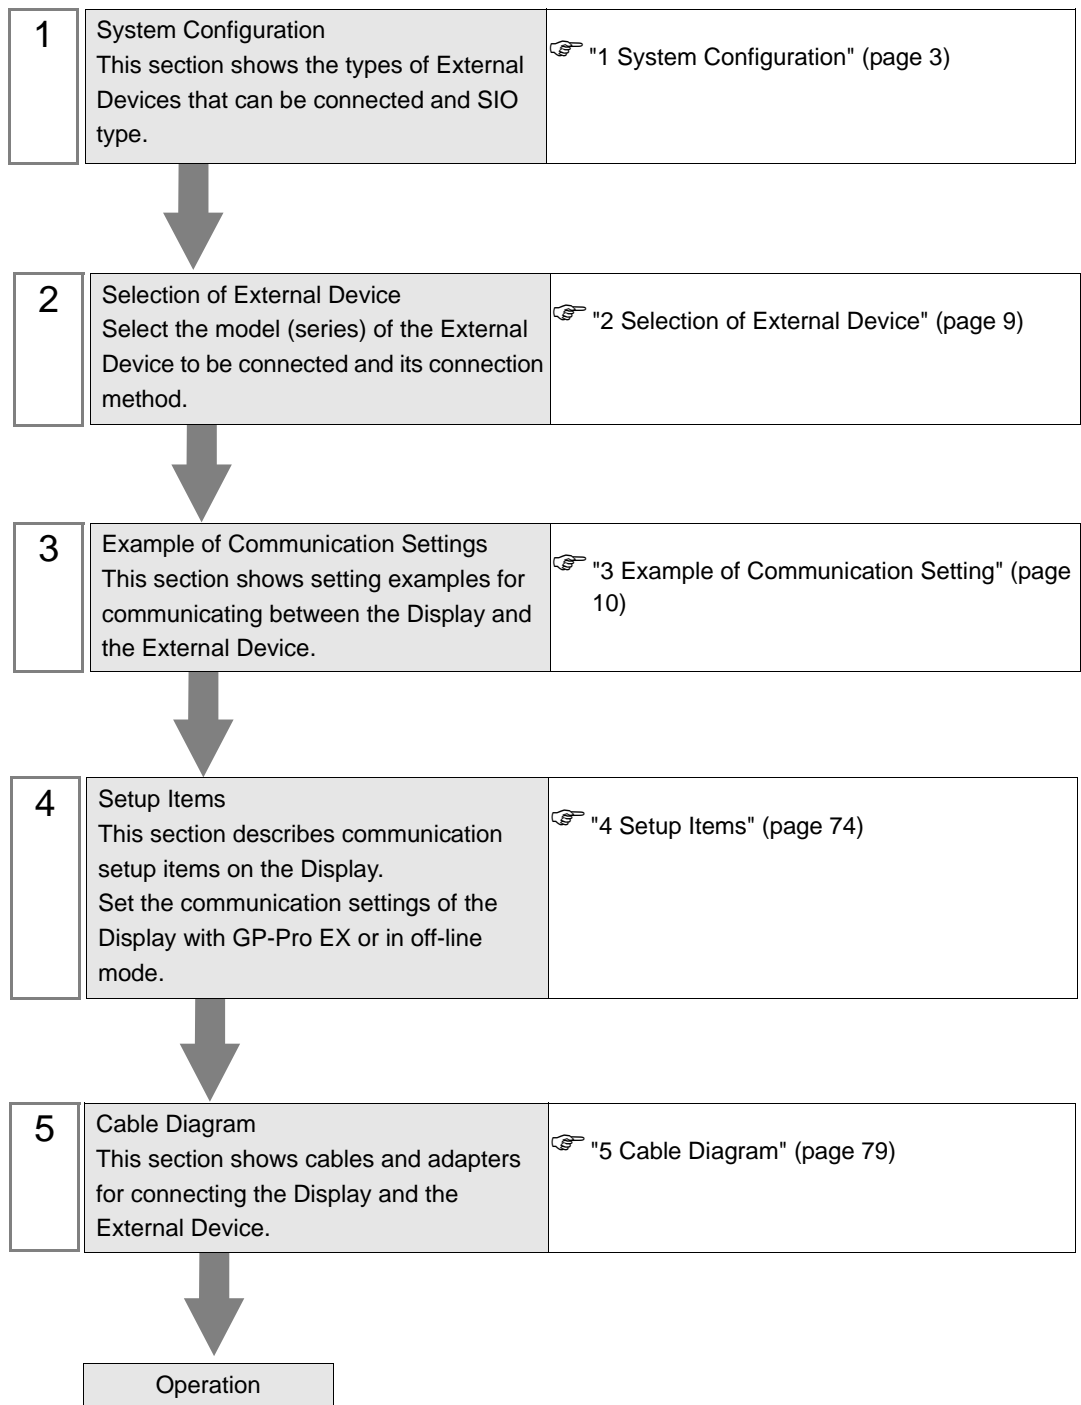 1
System Configuration
This section shows the types of External
Devices that can be connected and SIO
type.
"1 System Configuration" (page 3)
2
Selection of External Device
Select the model (series) of the External
Device to be connected and its connection
method.
"2 Selection of External Device" (page 9)
3
Example of Communication Settings
This section shows setting examples for
communicating between the Display and
the External Device.
"3 Example of Communication Setting" (page
10)
4
Setup Items
This section describes communication
setup items on the Display.
Set the communication settings of the
Display with GP-Pro EX or in off-line
mode.
"4 Setup Items" (page 74)
5
Cable Diagram
This section shows cables and adapters
for connecting the Display and the
External Device.
"5 Cable Diagram" (page 79)
Operation